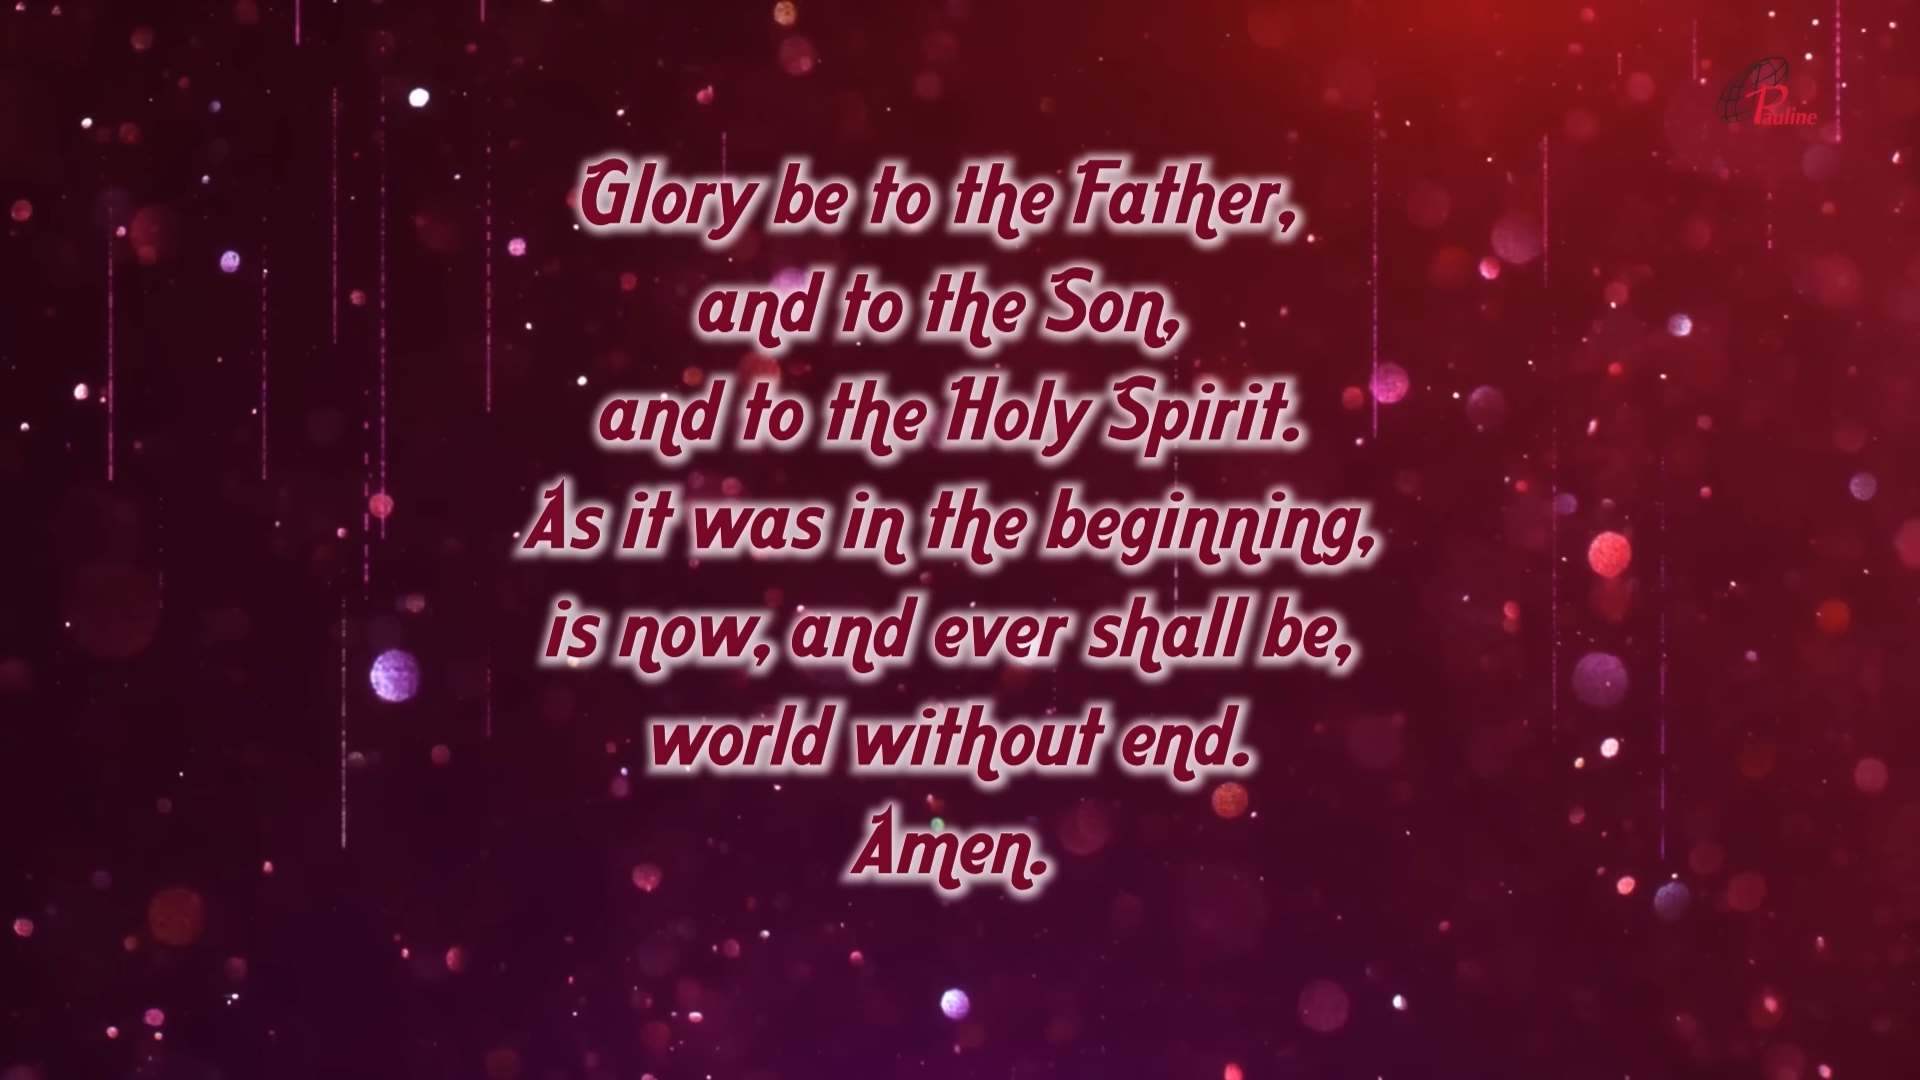 Pauline
Glory be to the Father,
and to the Son,
and to the Holy Spirit.
As it was in the beginning,
is now, and ever shall be,
world without end.
Amen.